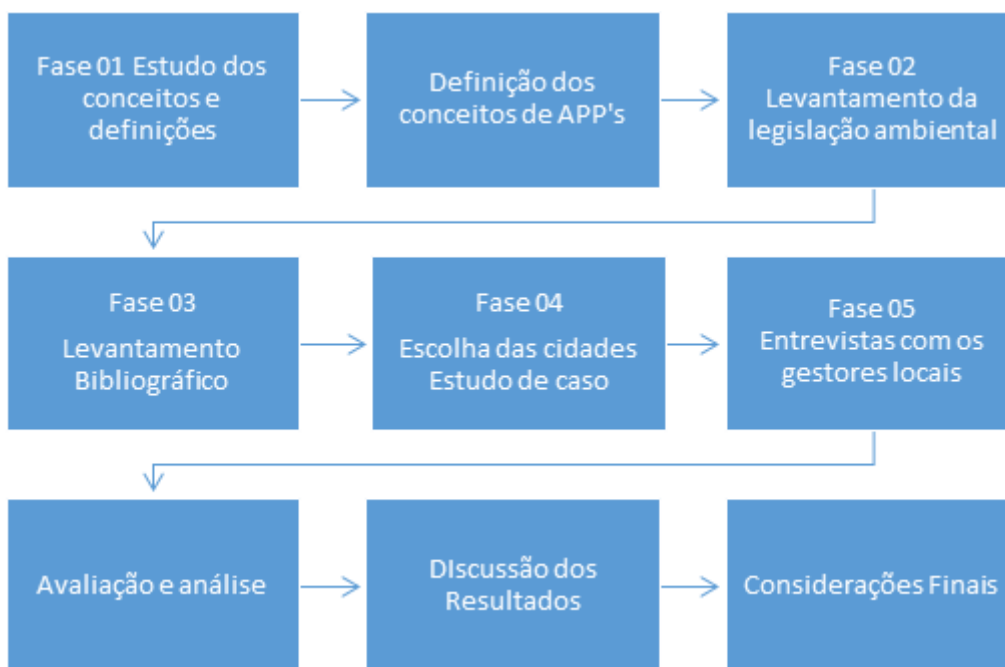 Fase 01 Estudo dos
conceitos e
definições
Definição dos
conceitos de APP's
Fase 02
Levantamento da
legislação ambiental
Fase 03
Levantamento
Bibliográfico
Fase 04
Escolha das cidades
Estudo de caso
Fase 05
Entrevistas com os
gestores locais
Avaliação e análise
DIscussão dos
Resultados
Considerações Finais